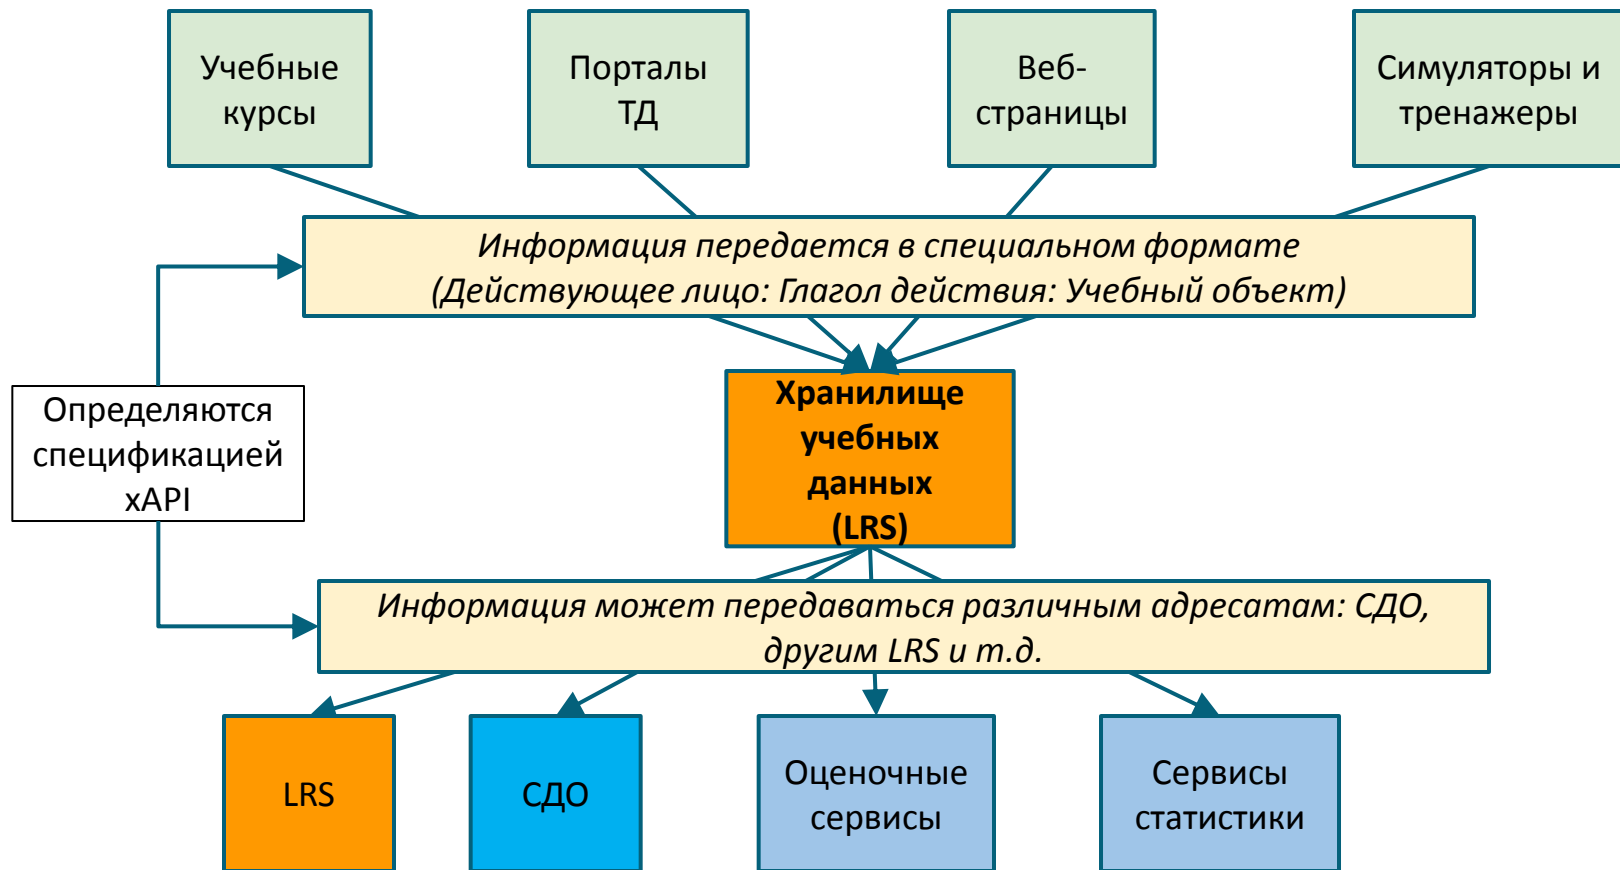 Учебные
курсы
Порталы
ТД
Веб-
страницы
Симуляторы и
тренажеры
Информация передается в специальном формате
(Действующее лицо: Глагол действия: Учебный объект)
Определяются
спецификацией
xAPI
Хранилище
учебных
данных
(LRS)
Информация может передаваться различным адресатам: СДО,
другим LRS и т.д.
LRS
СДО
Оценочные
сервисы
Сервисы
статистики